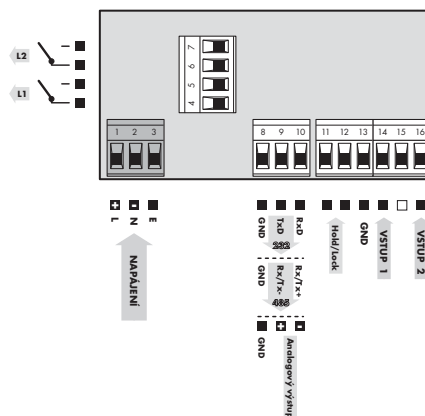 L2
L1
7
6
5
4
1 2 3
8 9 10
11 12 13
14 15 16
+ L
- N
E
NAPÁJENÍ
GND
TxD
RxD
232
GND
Rx/Tx-
Rx/Tx+
485
GND
+
-
Analogový výstup
Hold/Lock
GND
VSTUP 1
VSTUP 2